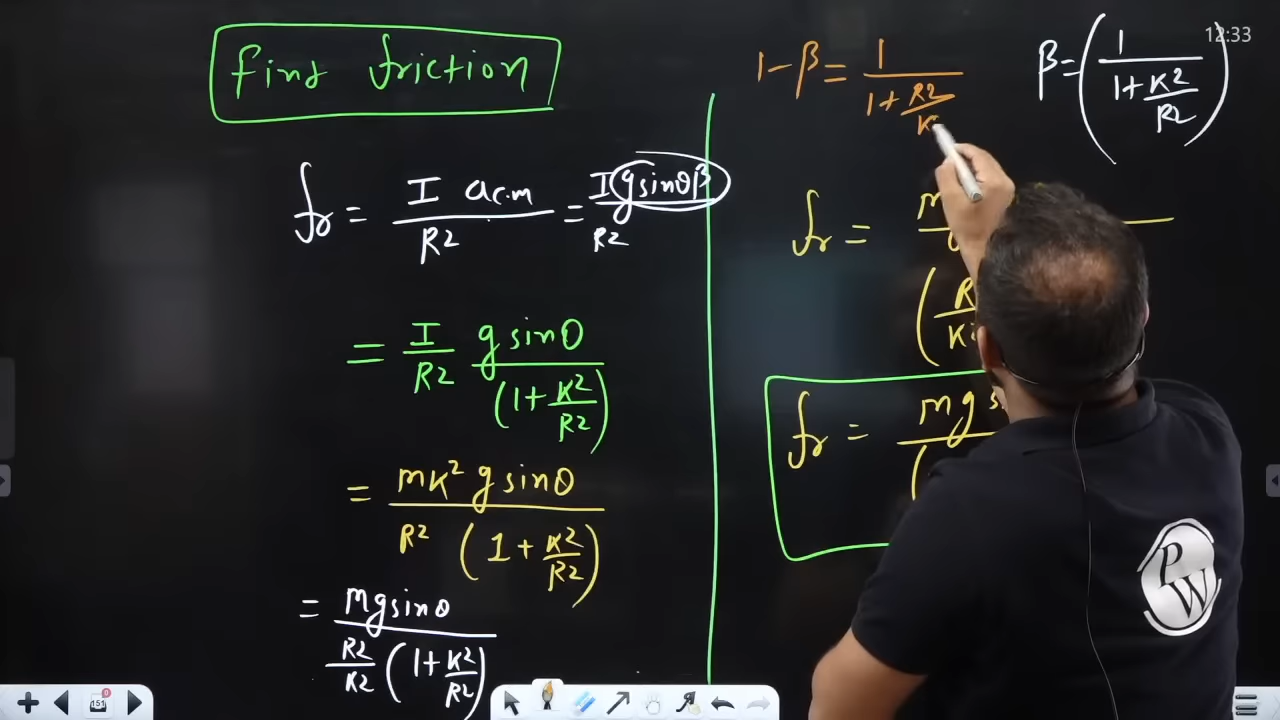 find friction
fr = I ac.m / R2 = I g sinθ β / R2
= I / R2 g sinθ / (1 + K2 / R2)
= mK² g sinθ / R² (1 + K2 / R2)
= Mg sinθ / R2 / K2 (1 + K2 / R2)
12:33
1 - β = 1 / 1 + R2 / K
β = (1 / 1 + K2 / R2)
fr = m
(R / K
fr = mg s
(
PW
151
0